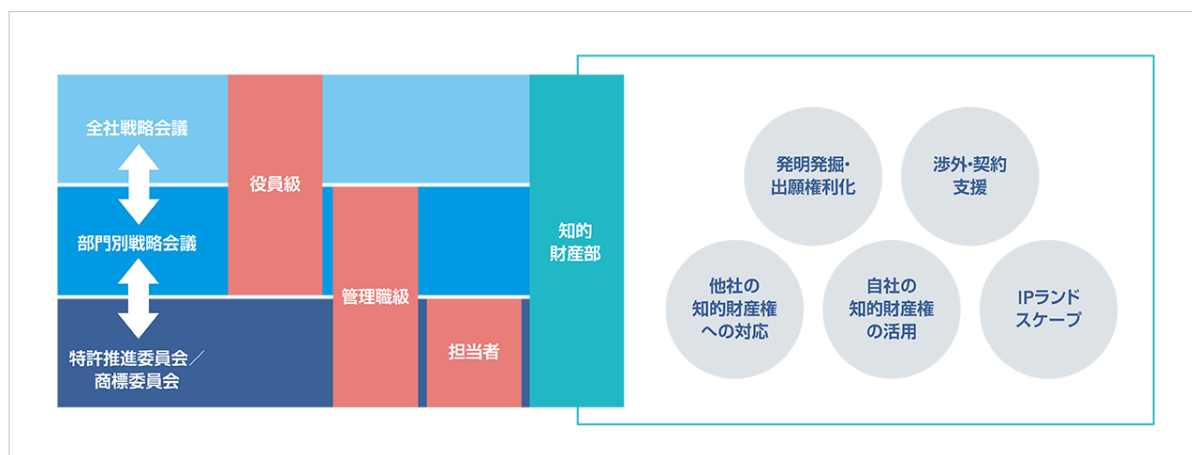 全社戦略会議
役員級
部門別戦略会議
管理職級
特許推進委員会／
商標委員会
担当者
知的
財産部
発明発掘・
出願権利化
渉外・契約
支援
他社の
知的財産権
への対応
自社の
知的財産権
の活用
IPランド
スケープ